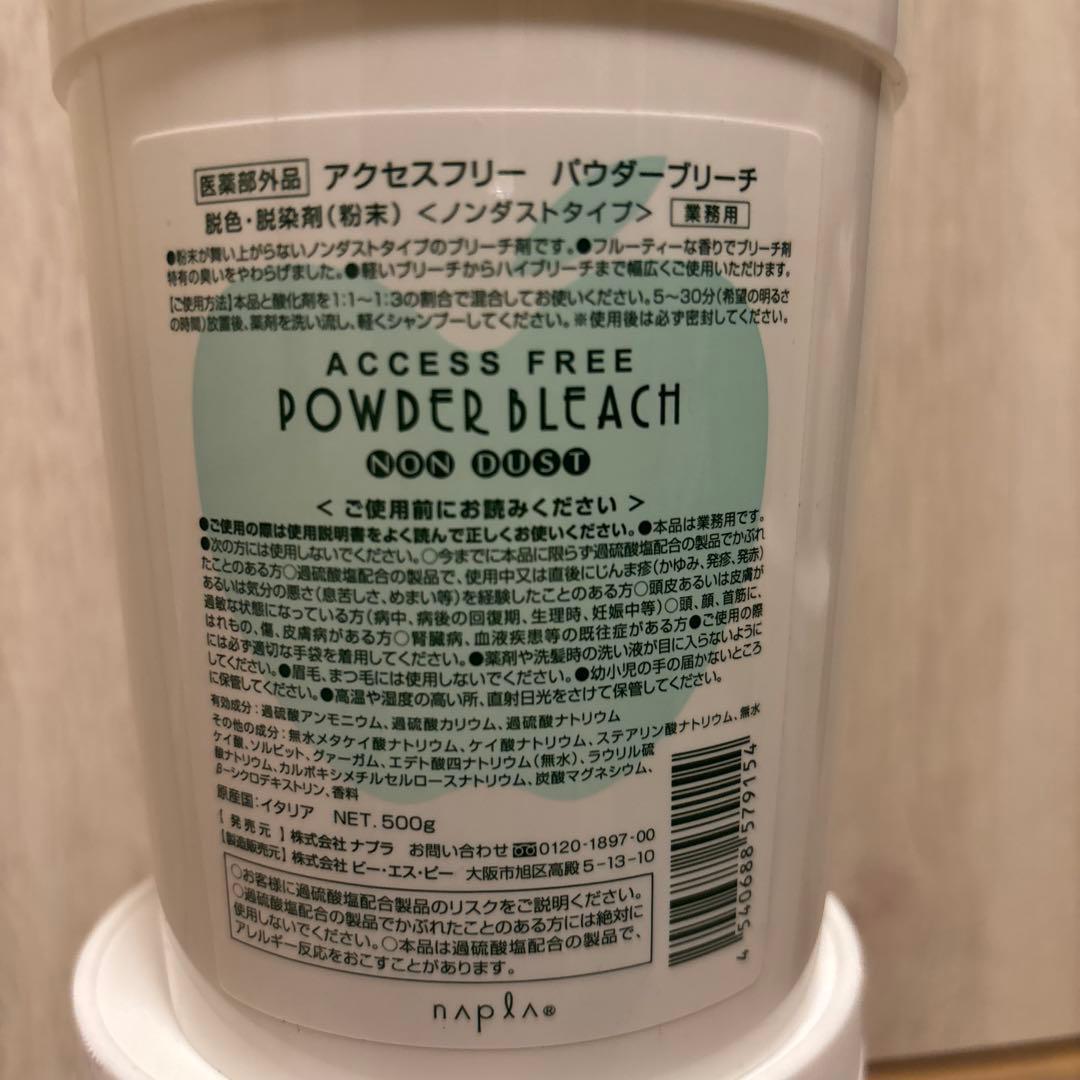 医薬部外品 アクセスフリー パウダーブリーチ
脱色・脱染剤(粉末) <ノンダストタイプ> 業務用
●粉末が舞い上がらないノンダストタイプのブリーチ剤です。●フルーティーな香りでブリーチ剤
特有の臭いをやわらげました。●軽いブリーチからハイブリーチまで幅広くご使用いただけます。
【ご使用方法】本品と酸化剤を1:1～1:3の割合で混合してお使いください。5～30分(希望の明るさ
の時間)放置後、薬剤を洗い流し、軽くシャンプーしてください。※使用後は必ず密封してください。
ACCESS FREE
POWDER BLEACH
NON DUST
<ご使用前にお読みください>
●ご使用の際は使用説明書をよく読んで正しくお使いください。●本品は業務用です。
●次の方には使用しないでください。○今までに本品に限らず過硫酸塩配合の製品でかぶれ
たことのある方○過硫酸塩配合の製品で、使用中又は直後にじんま疹(かゆみ、発疹、発赤)
あるいは気分の悪さ(息苦しさ、めまい等)を経験したことのある方○頭皮あるいは皮膚が
過敏な状態になっている方(病中、病後の回復期、生理時、妊娠中等)○頭、顔、首筋に、
はれもの、傷、皮膚病がある方○腎臓病、血液疾患等の既往症がある方●ご使用の際
には必ず適切な手袋を着用してください。●薬剤や洗髪時の洗い液が目に入らないように
してください。●眉毛、まつ毛には使用しないでください。●幼小児の手の届かないところ
に保管してください。●高温や湿度の高い所、直射日光をさけて保管してください。
有効成分:過硫酸アンモニウム、過硫酸カリウム、過硫酸ナトリウム
その他の成分:無水メタケイ酸ナトリウム、ケイ酸ナトリウム、ステアリン酸ナトリウム、無水
ケイ酸、ソルビット、グァーガム、エデト酸四ナトリウム(無水)、ラウリル硫
酸ナトリウム、カルボキシメチルセルロースナトリウム、炭酸マグネシウム、
β-シクロデキストリン、香料
原産国:イタリア NET.500g
【発売元】株式会社 ナプラ お問い合わせ 0120-1897-00
【製造販売元】株式会社 ピー・エス・ピー 大阪市旭区高殿5-13-10
○お客様に過硫酸塩配合製品のリスクをご説明ください。
○過硫酸塩配合の製品でかぶれたことのある方には絶対に
使用しないでください。○本品は過硫酸塩配合の製品で、
アレルギー反応をおこすことがあります。
4 540688 579154
napla®